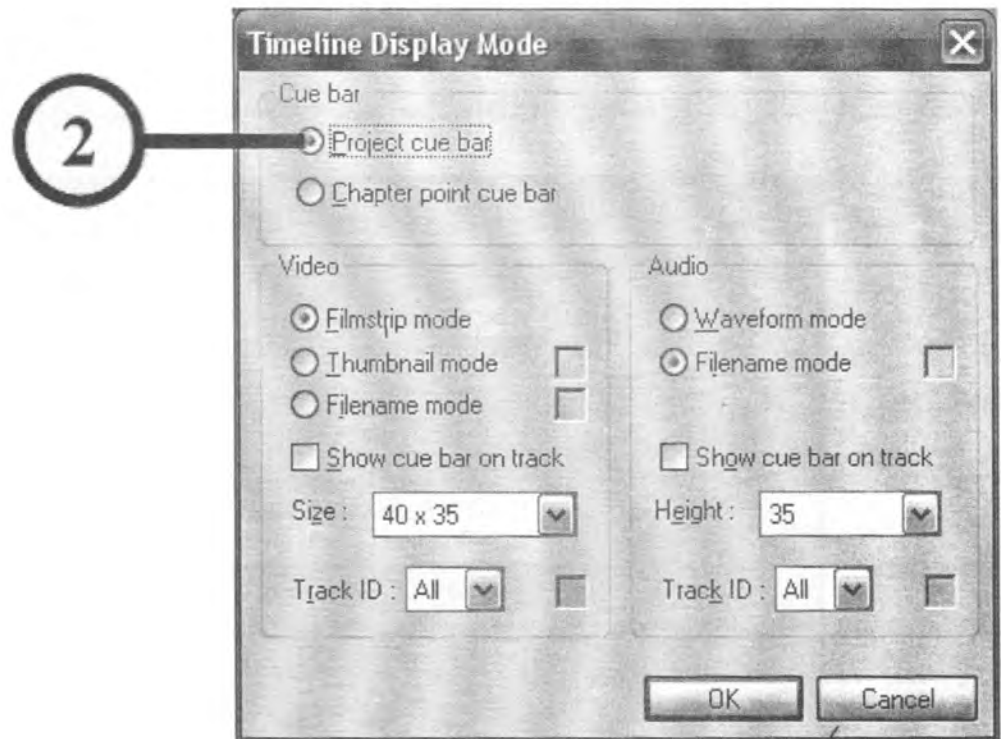 Timeline Display Mode
Cue bar
2
Project cue bar
Chapter point cue bar
Video
Filmstrip mode
Thumbnail mode
Filename mode
Show cue bar on track
Size : 40 x 35
Track ID : All
Audio
Waveform mode
Filename mode
Show cue bar on track
Height : 35
Track ID : All
OK
Cancel